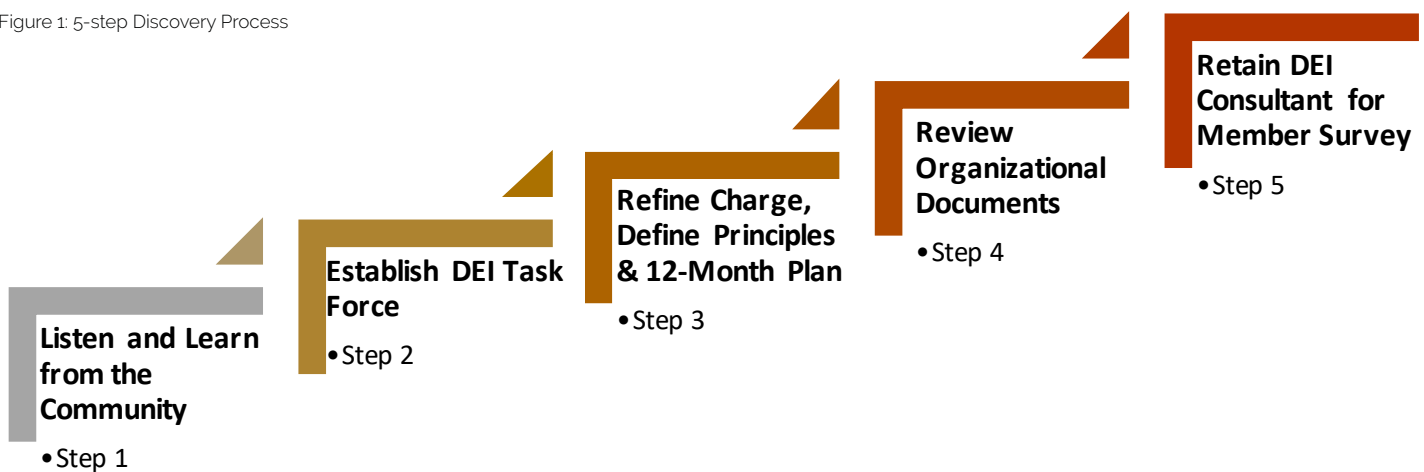 Figure 1: 5-step Discovery Process
Listen and Learn
from the
Community
•Step 1
Establish DEI Task
Force
•Step 2
Refine Charge,
Define Principles
& 12-Month Plan
•Step 3
Review
Organizational
Documents
•Step 4
Retain DEI
Consultant for
Member Survey
•Step 5